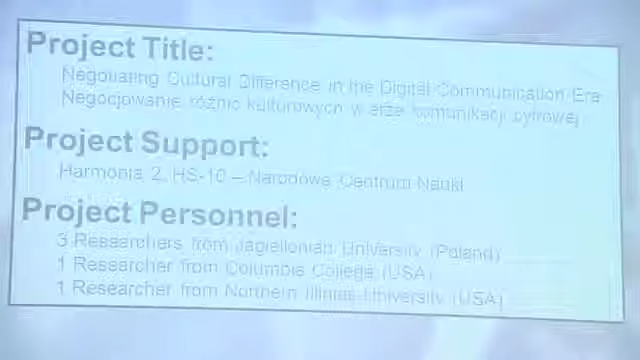 Project Title:
Negotiating Cultural Difference in the Digital Communication Era
Negocjowanie różnic kulturowych w erze komunikacji cyfrowej
Project Support:
Harmonia 2, HS-10 – Narodowe Centrum Nauki
Project Personnel:
3 Researchers from Jagiellonian University (Poland)
1 Researcher from Columbia College (USA)
1 Researcher from Northern Illinois University (USA)